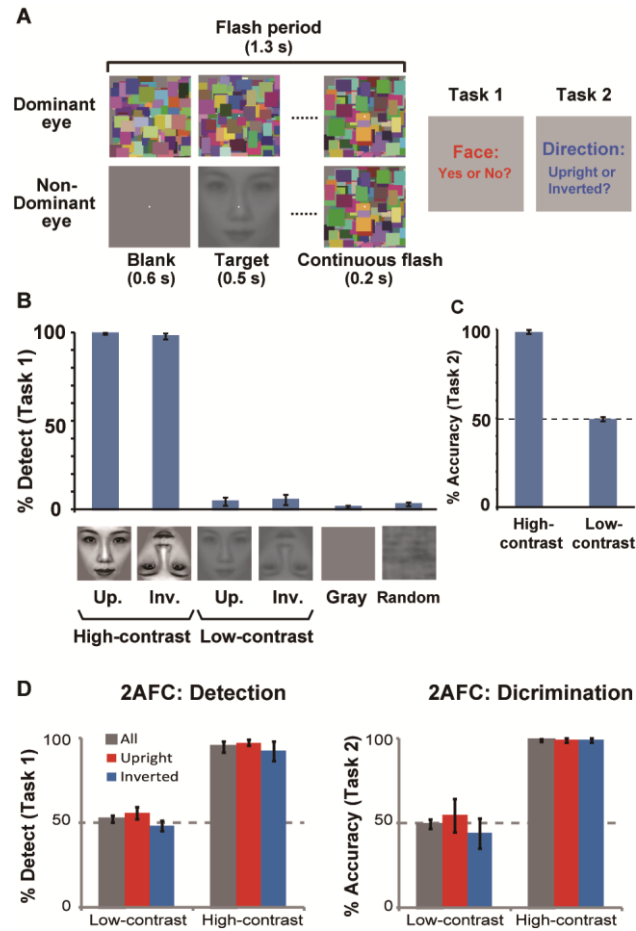 A
Flash period
(1.3 s)
Dominant
eye
Non-
Dominant
eye
......
......
Blank
(0.6 s)
Target
(0.5 s)
Continuous flash
(0.2 s)
Task 1
Face:
Yes or No?
Task 2
Direction:
Upright or
Inverted?
B
% Detect (Task 1)
100
50
0
Up.
Inv.
Up.
Inv.
Gray
Random
High-contrast
Low-contrast
C
% Accuracy (Task 2)
100
50
0
High-
contrast
Low-
contrast
D
2AFC: Detection
% Detect (Task 1)
100
50
0
All
Upright
Inverted
Low-contrast
High-contrast
2AFC: Dicrimination
% Accuracy (Task 2)
100
50
0
Low-contrast
High-contrast